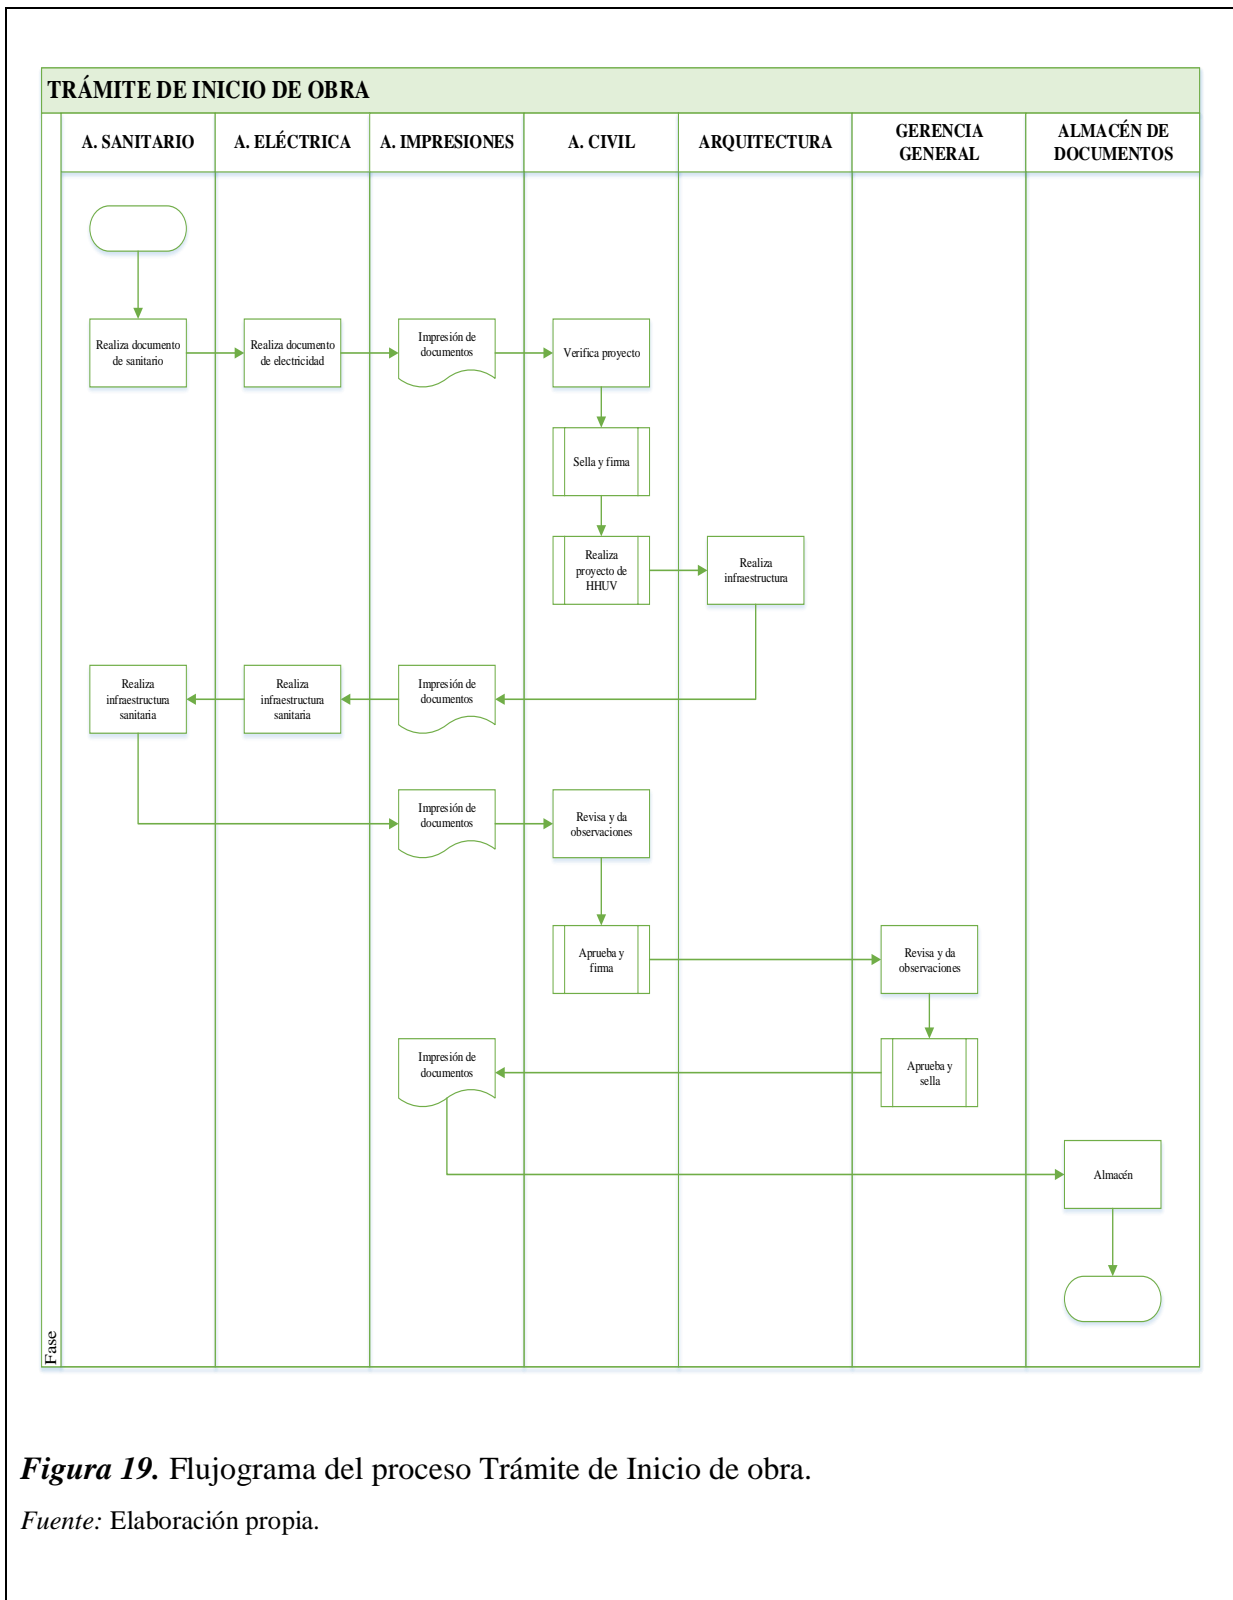 TRÁMITE DE INICIO DE OBRA
A. SANITARIO
A. ELÉCTRICA
A. IMPRESIONES
A. CIVIL
ARQUITECTURA
GERENCIA
GENERAL
ALMACÉN DE
DOCUMENTOS
Realiza documento
de sanitario
Realiza documento
de electricidad
Impresión de
documentos
Verifica proyecto
Sella y firma
Realiza
proyecto de
HHUV
Realiza
infraestructura
Impresión de
documentos
Realiza
infraestructura
sanitaria
Realiza
infraestructura
sanitaria
Impresión de
documentos
Revisa y da
observaciones
Aprueba y
firma
Revisa y da
observaciones
Aprueba y
sella
Impresión de
documentos
Almacén
Fase
Figura 19. Flujograma del proceso Trámite de Inicio de obra.
Fuente: Elaboración propia.